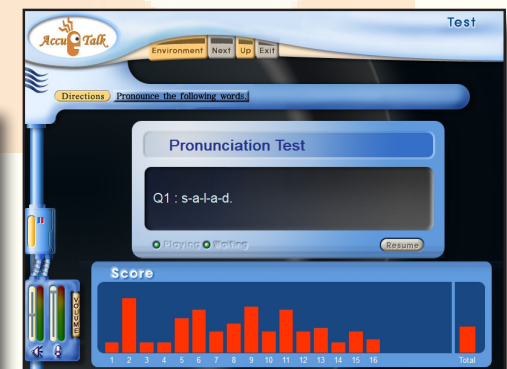 Test
Accu Talk
Environment Next Up Exit
Directions Pronounce the following words.
Pronunciation Test
Q1 : s-a-l-a-d.
Playing Waiting
Resume
Score
VOLUME
1 2 3 4 5 6 7 8 9 10 11 12 13 14 15 16 Total